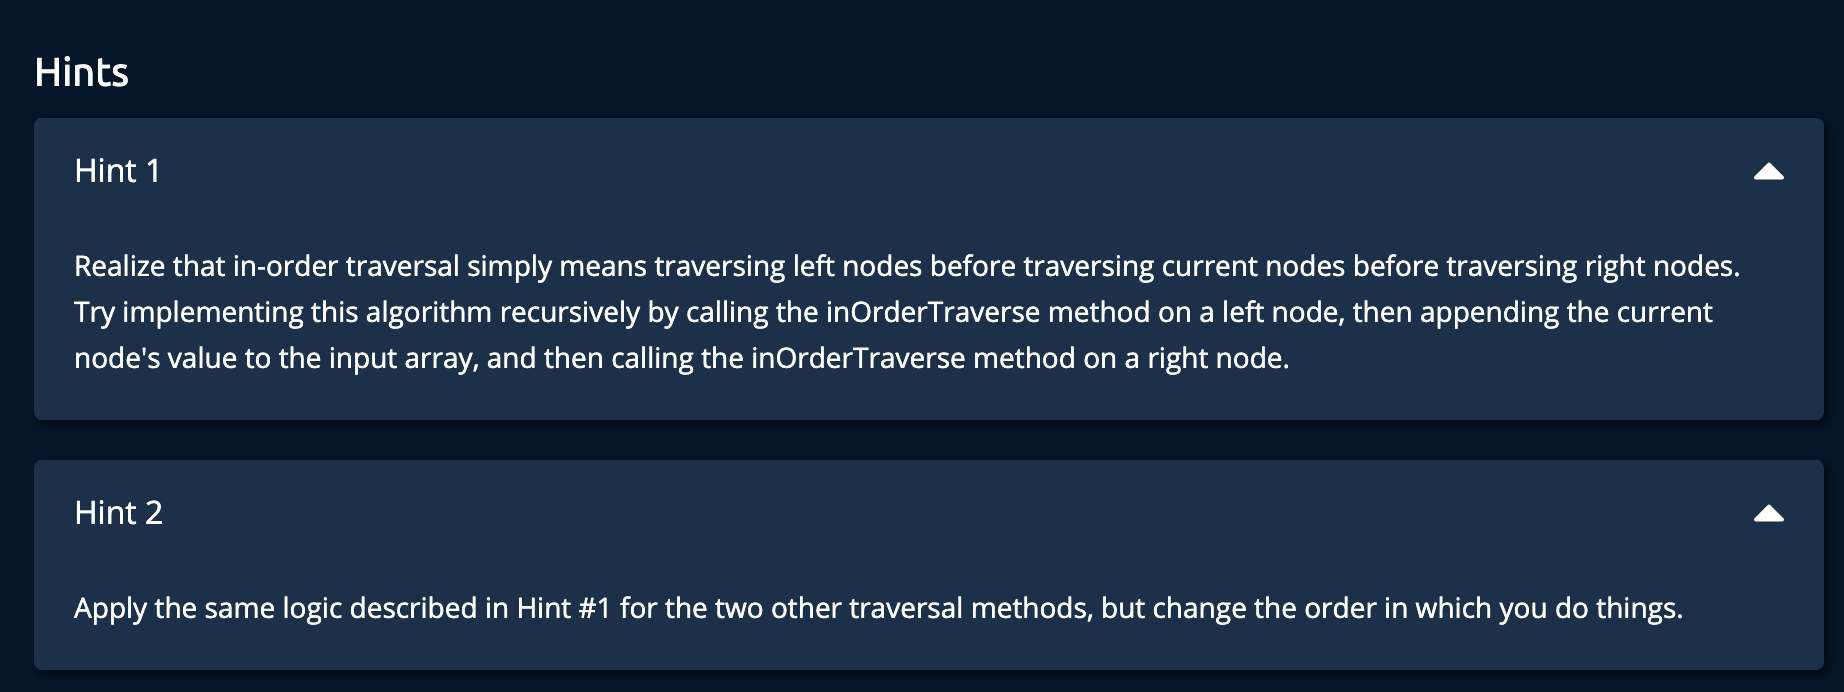 Hints
Hint 1
Realize that in-order traversal simply means traversing left nodes before traversing current nodes before traversing right nodes.
Try implementing this algorithm recursively by calling the inOrderTraverse method on a left node, then appending the current
node's value to the input array, and then calling the inOrderTraverse method on a right node.
Hint 2
Apply the same logic described in Hint #1 for the two other traversal methods, but change the order in which you do things.